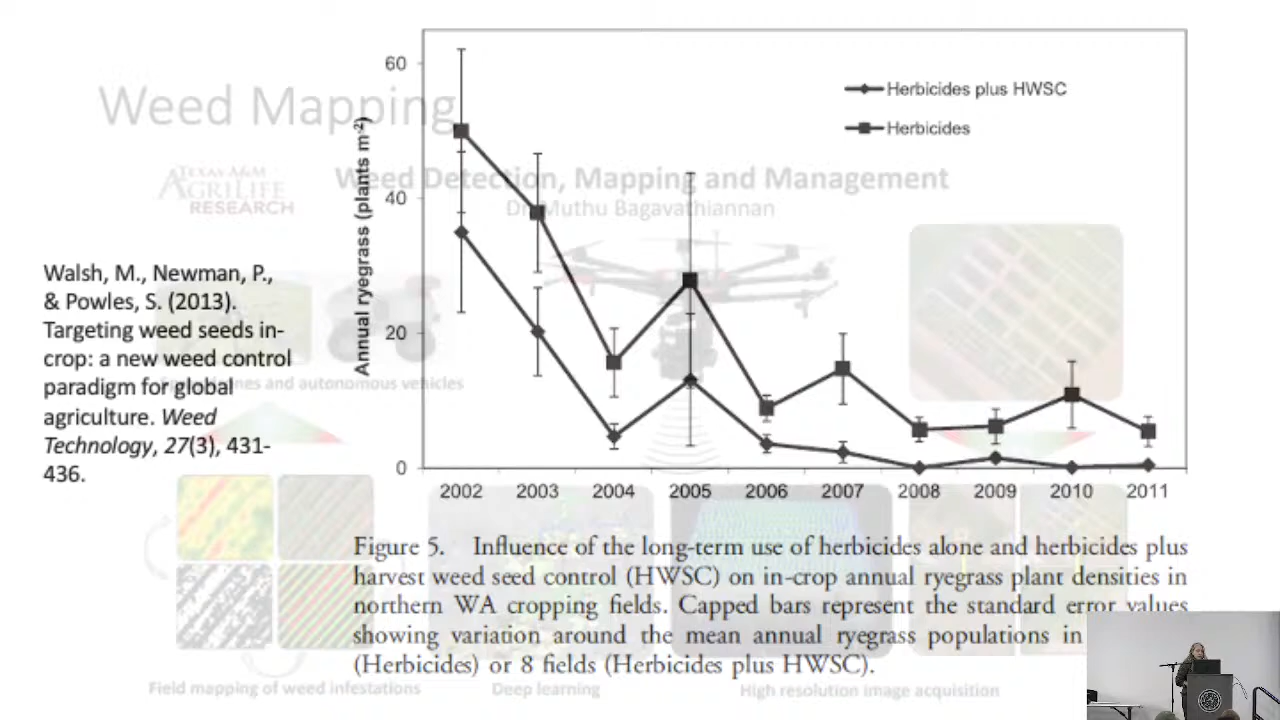 60
Herbicides plus HWSC
Weed Mapping
Herbicides
Annual ryegrass (plants m-2)
TEXAS A&M
AGRILIFE
RESEARCH
Weed Detection, Mapping and Management
Dr. Muthu Bagavathiannan
40
Walsh, M., Newman, P.,
& Powles, S. (2013).
Targeting weed seeds in-
crop: a new weed control
paradigm for global
agriculture. Weed
Technology, 27(3), 431-
436.
20
and autonomous vehicles
0
2002 2003 2004 2005 2006 2007 2008 2009 2010 2011
Figure 5. Influence of the long-term use of herbicides alone and herbicides plus
harvest weed seed control (HWSC) on in-crop annual ryegrass plant densities in
northern WA cropping fields. Capped bars represent the standard error values
showing variation around the mean annual ryegrass populations in
(Herbicides) or 8 fields (Herbicides plus HWSC).
Field mapping of weed infestations
Deep learning
High resolution image acquisition